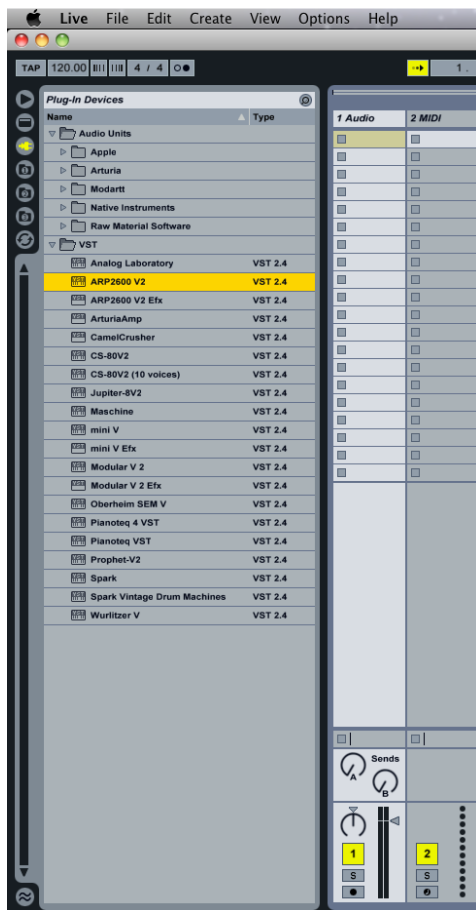 Live File Edit Create View Options Help
TAP 120.00 4 / 4 1 .
Plug-In Devices
Name Type
Audio Units
Apple
Arturia
Modartt
Native Instruments
Raw Material Software
VST
Analog Laboratory VST 2.4
ARP2600 V2 VST 2.4
ARP2600 V2 Efx VST 2.4
ArturiaAmp VST 2.4
CamelCrusher VST 2.4
CS-80V2 VST 2.4
CS-80V2 (10 voices) VST 2.4
Jupiter-8V2 VST 2.4
Maschine VST 2.4
mini V VST 2.4
mini V Efx VST 2.4
Modular V 2 VST 2.4
Modular V 2 Efx VST 2.4
Oberheim SEM V VST 2.4
Pianoteq 4 VST VST 2.4
Pianoteq VST VST 2.4
Prophet-V2 VST 2.4
Spark VST 2.4
Spark Vintage Drum Machines VST 2.4
Wurlitzer V VST 2.4
1 Audio 2 MIDI
Sends
A
B
1 2
S S